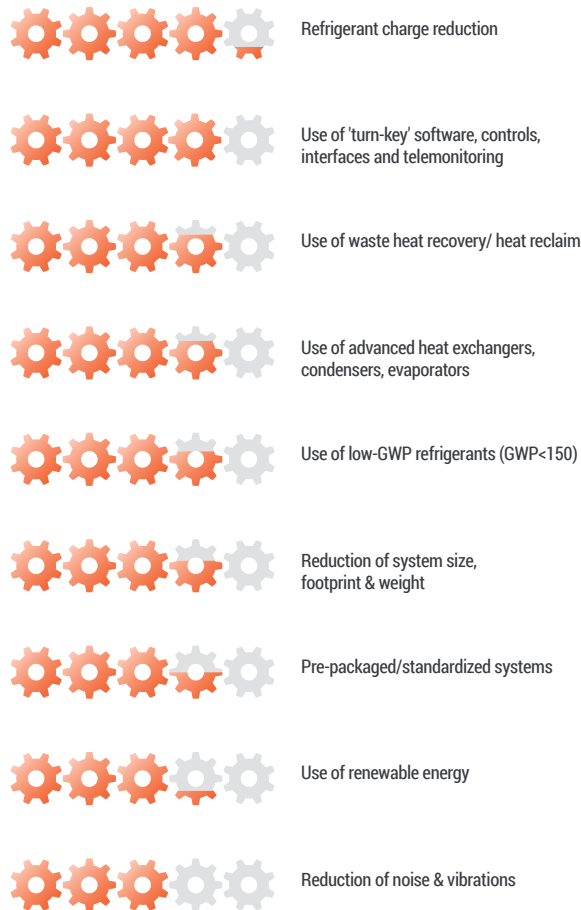 Refrigerant charge reduction
Use of 'turn-key' software, controls,
interfaces and telemonitoring
Use of waste heat recovery/ heat reclaim
Use of advanced heat exchangers,
condensers, evaporators
Use of low-GWP refrigerants (GWP<150)
Reduction of system size,
footprint & weight
Pre-packaged/standardized systems
Use of renewable energy
Reduction of noise & vibrations